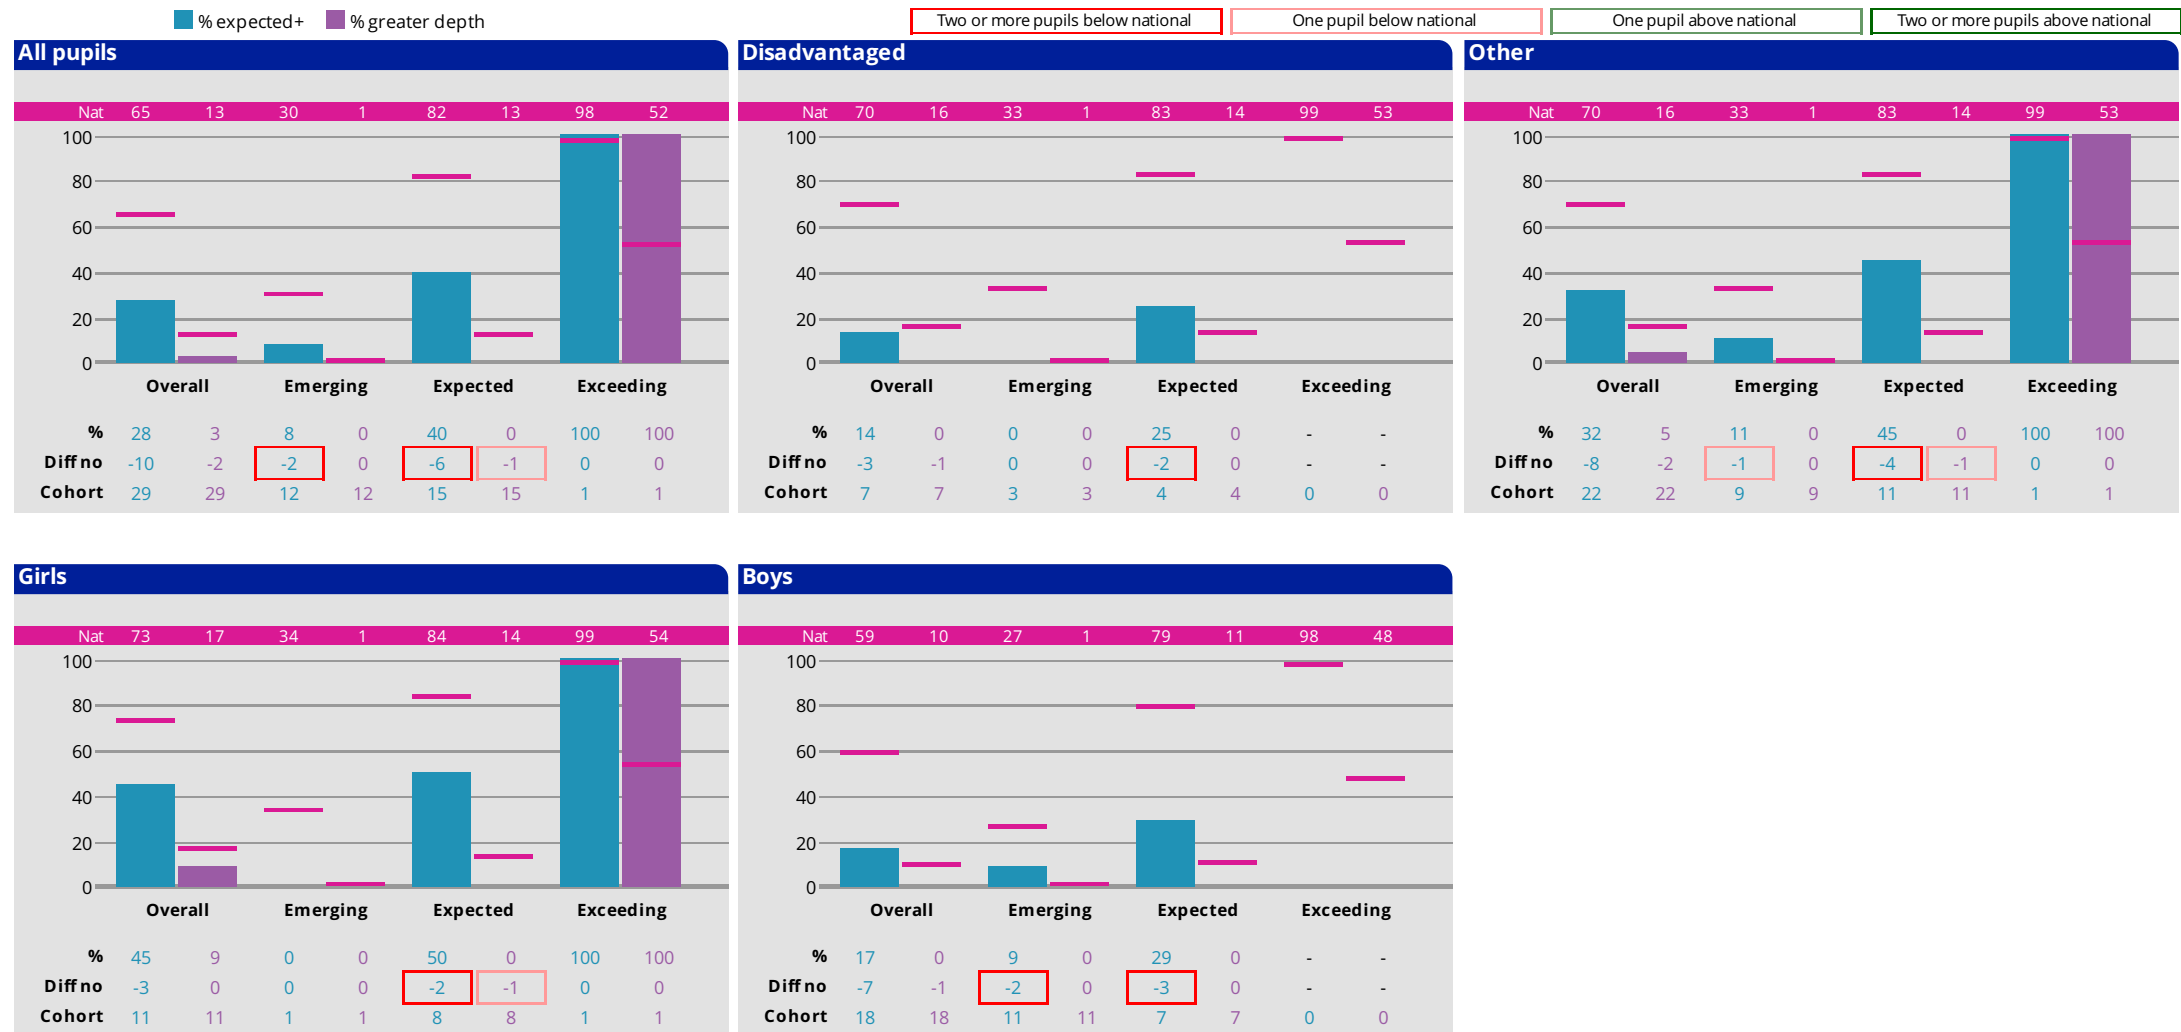 % expected+ % greater depth Two or more pupils below national One pupil below national One pupil above national Two or more pupils above national
All pupils
Nat 65 13 30 1 82 13 98 52
100
80
60
40
20
0
Overall Emerging Expected Exceeding
% 28 3 8 0 40 0 100 100
Diff no -10 -2 -2 0 -6 -1 0 0
Cohort 29 29 12 12 15 15 1 1
Disadvantaged
Nat 70 16 33 1 83 14 99 53
100
80
60
40
20
0
Overall Emerging Expected Exceeding
% 14 0 0 0 25 0 - -
Diff no -3 -1 0 0 -2 0 - -
Cohort 7 7 3 3 4 4 0 0
Other
Nat 70 16 33 1 83 14 99 53
100
80
60
40
20
0
Overall Emerging Expected Exceeding
% 32 5 11 0 45 0 100 100
Diff no -8 -2 -1 0 -4 -1 0 0
Cohort 22 22 9 9 11 11 1 1
Girls
Nat 73 17 34 1 84 14 99 54
100
80
60
40
20
0
Overall Emerging Expected Exceeding
% 45 9 0 0 50 0 100 100
Diff no -3 0 0 0 -2 -1 0 0
Cohort 11 11 1 1 8 8 1 1
Boys
Nat 59 10 27 1 79 11 98 48
100
80
60
40
20
0
Overall Emerging Expected Exceeding
% 17 0 9 0 29 0 - -
Diff no -7 -1 -2 0 -3 0 - -
Cohort 18 18 11 11 7 7 0 0